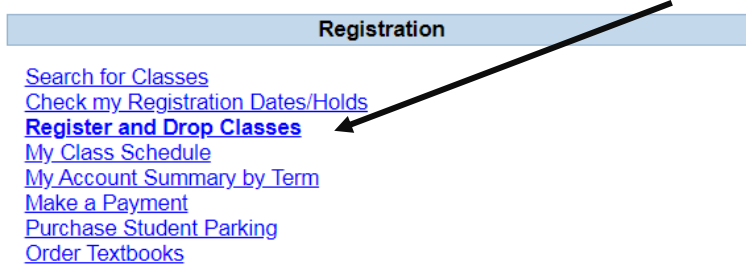 Registration
Search for Classes
Check my Registration Dates/Holds
Register and Drop Classes
My Class Schedule
My Account Summary by Term
Make a Payment
Purchase Student Parking
Order Textbooks